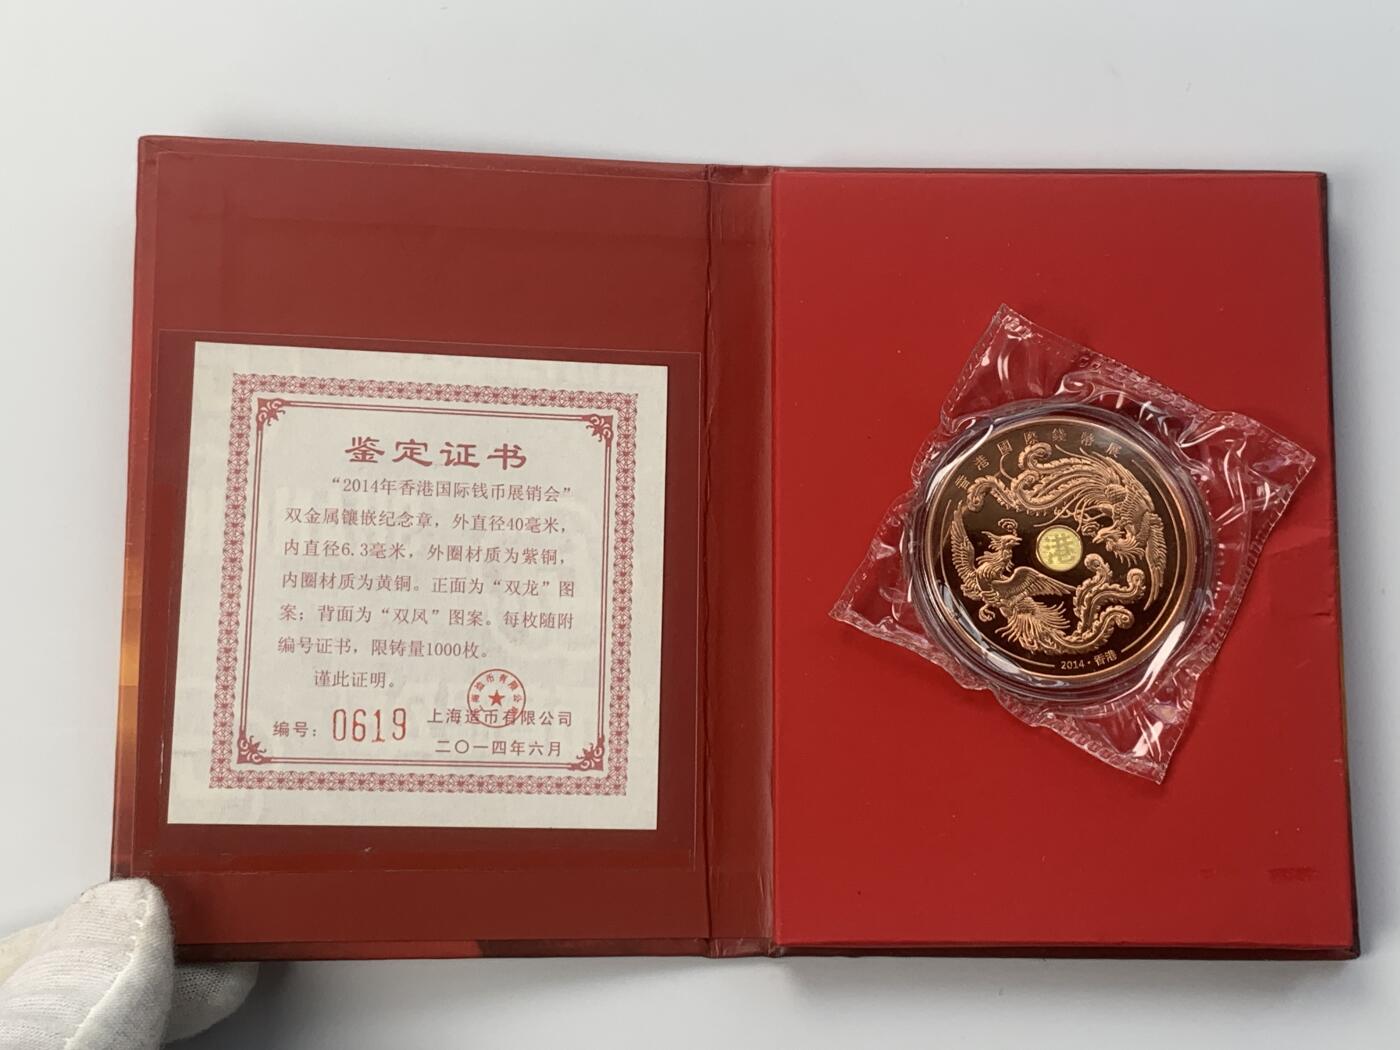 鉴定证书
“2014年香港国际钱币展销会”
双金属镶嵌纪念章，外直径40毫米，
内直径6.3毫米，外圈材质为紫铜，
内圈材质为黄铜。正面为“双龙”图
案；背面为“双凤”图案。每枚随附
编号证书，限铸量1000枚。
谨此证明。
上海造币有限公司
编号：0619
二〇一四年六月
香港國際錢幣展
港
2014·香港